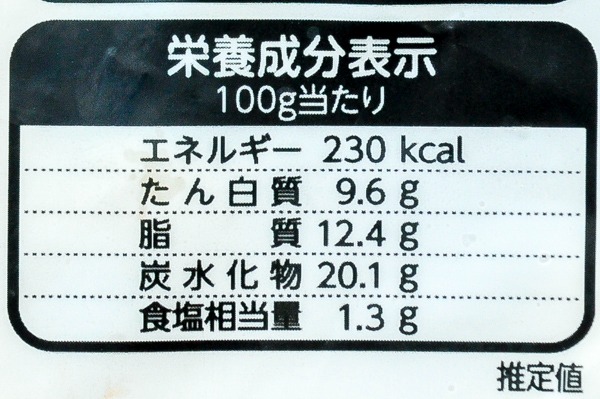 栄養成分表示
100g当たり
エネルギー 230 kcal
たん白質 9.6 g
脂質 12.4 g
炭水化物 20.1 g
食塩相当量 1.3 g
推定値